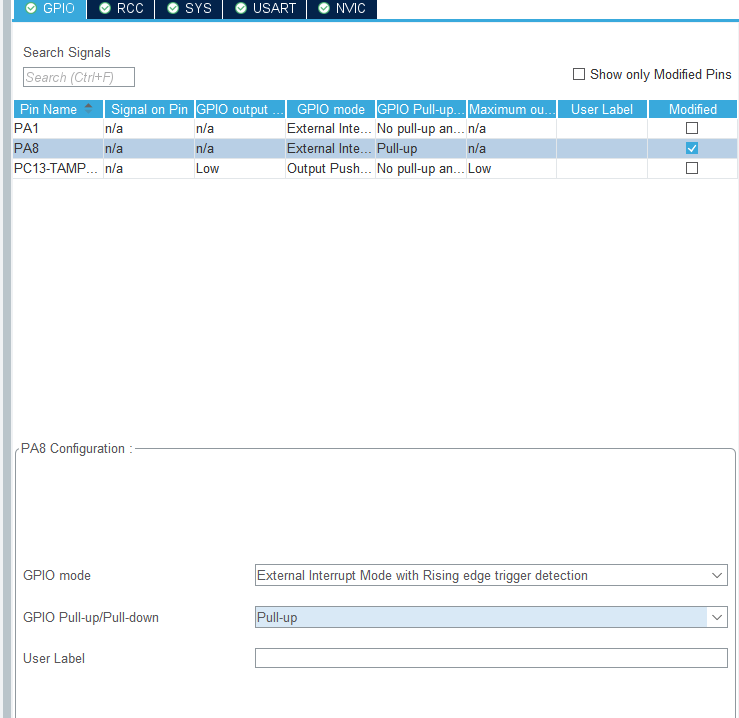 GPIO RCC SYS USART NVIC
Search Signals
Search (Ctrl+F)
Show only Modified Pins
Pin Name Signal on Pin GPIO output ... GPIO mode GPIO Pull-up... Maximum ou... User Label Modified
PA1 n/a n/a External Inte... No pull-up an... n/a
PA8 n/a n/a External Inte... Pull-up n/a
PC13-TAMP... n/a Low Output Push... No pull-up an... Low
PA8 Configuration :
GPIO mode External Interrupt Mode with Rising edge trigger detection
GPIO Pull-up/Pull-down Pull-up
User Label